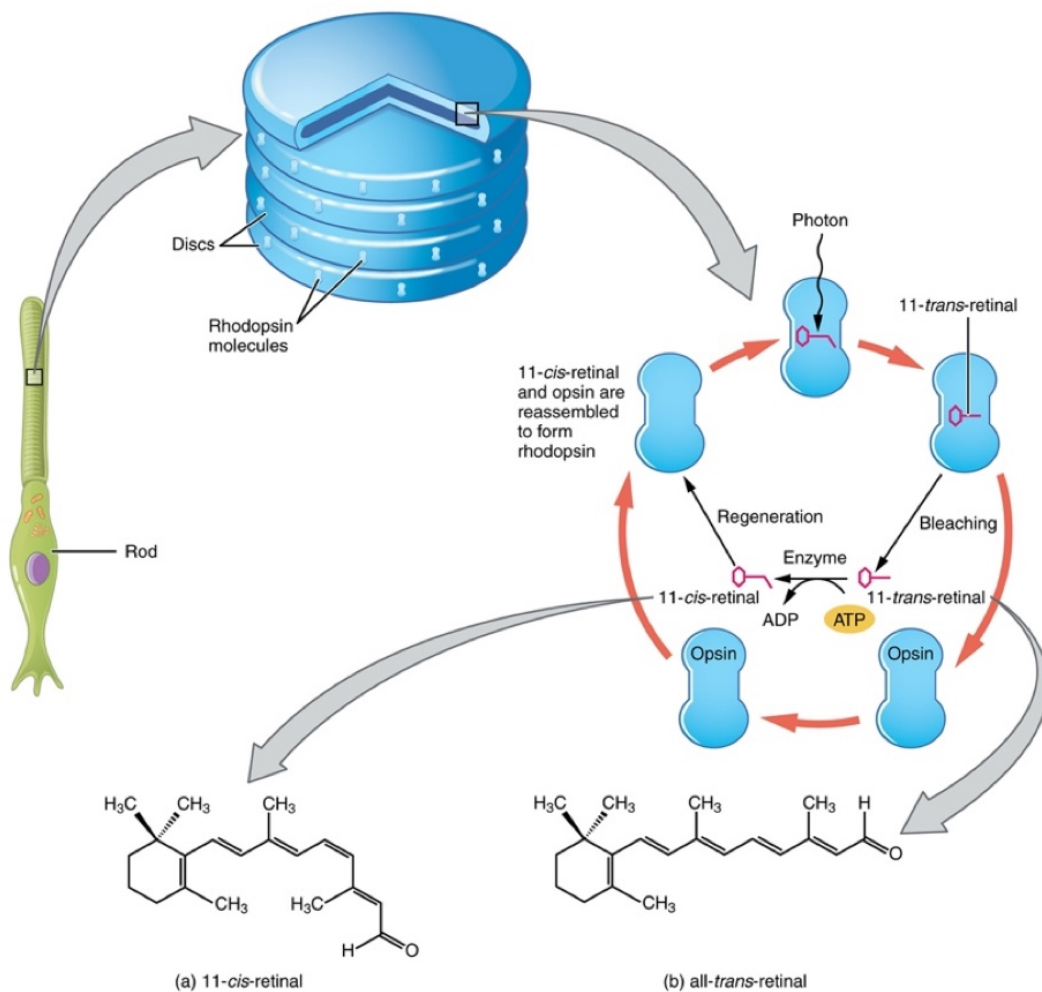 Discs
Rhodopsin
molecules
Rod
Photon
11-trans-retinal
11-cis-retinal
and opsin are
reassembled
to form
rhodopsin
Regeneration
Bleaching
Enzyme
11-cis-retinal
11-trans-retinal
ADP
ATP
Opsin
Opsin
H₃C
CH₃
CH₃
CH₃
H₃C
H
O
(a) 11-cis-retinal
H₃C
CH₃
CH₃
CH₃
CH₃
H
O
(b) all-trans-retinal